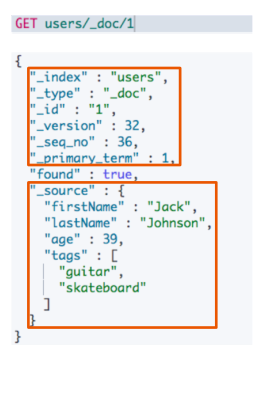 GET users/_doc/1
{
"_index" : "users",
"_type" : "_doc",
"_id" : "1",
"_version" : 32,
"_seq_no" : 36,
"_primary_term" : 1,
"found" : true,
"_source" : {
"firstName" : "Jack",
"lastName" : "Johnson",
"age" : 39,
"tags" : [
"guitar",
"skateboard"
]
}
}